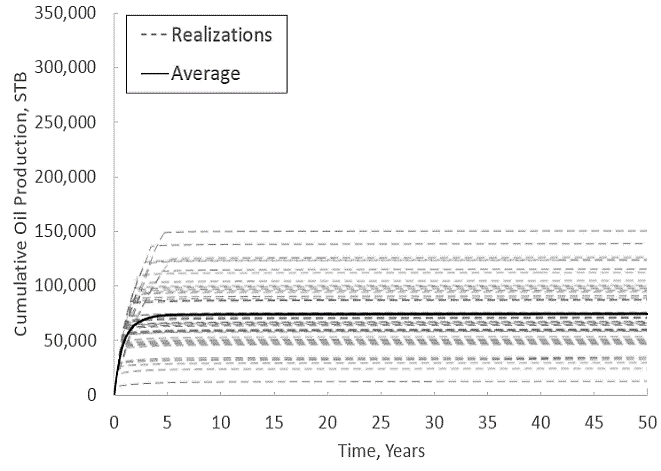 Cumulative Oil Production, STB
350,000
300,000
250,000
200,000
150,000
100,000
50,000
0
Realizations
Average
0 5 10 15 20 25 30 35 40 45 50
Time, Years